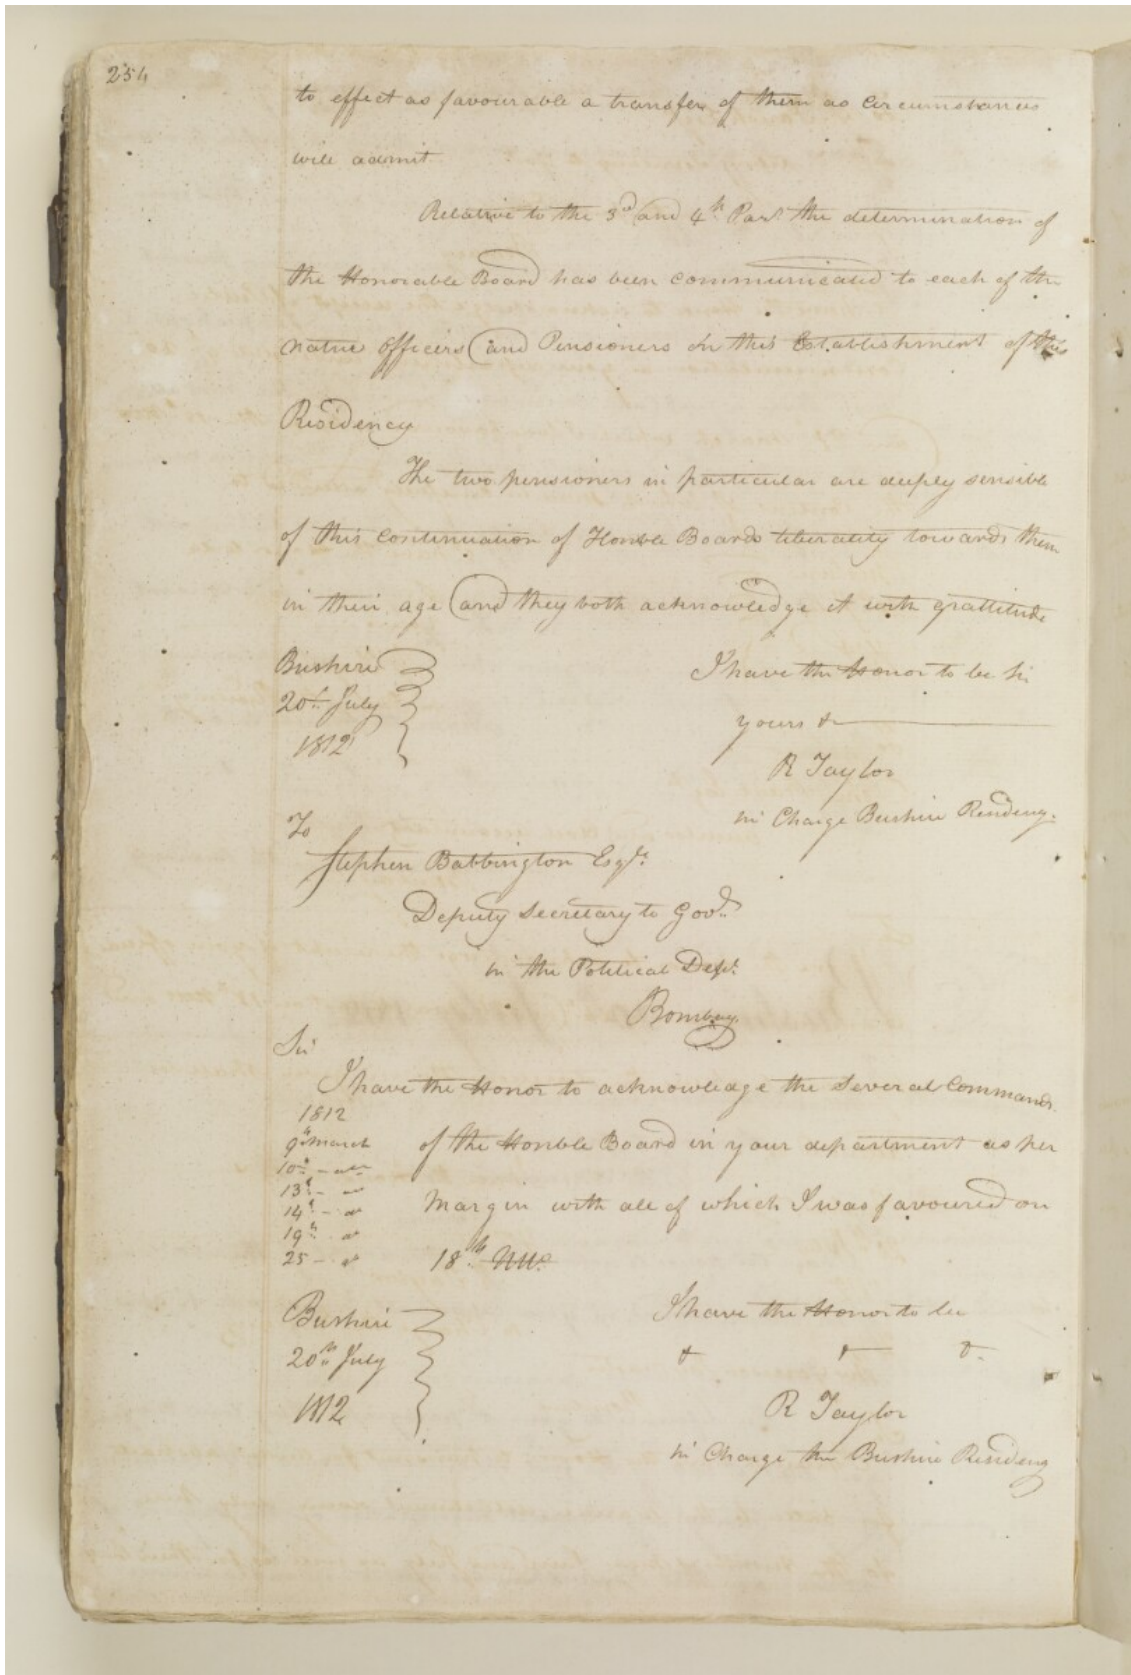 254
to effect as favourable a transfer of them as circumstances
will admit
Relative to the 3rd and 4th Par. the determination of
the Honorable Board has been communicated to each of the
native officers and Pensioners on this Establishment of this
Residency
The two pensioners in particular are deeply sensible
of this continuation of Honble Boards liberality towards them
in their age and they both acknowledge it with grattitude
Bushire
20th July
1812
I have the Honor to be Sir
yours &
R Taylor
in Charge Bushire Residency.
To
Stephen Babbington Esqr.
Deputy Secretary to Govt.
in the Political Dept.
Bombay.
Sir
I have the Honor to acknowledge the several Commands
1812
9th March
10th -
13th -
14th -
19th
25 -
of the Honble Board in your department as per
Margin with all of which I was favoured on
18th
Bushire
20th July
1812
I have the Honor to be
& & &.
R Taylor
in Charge the Bushire Residency